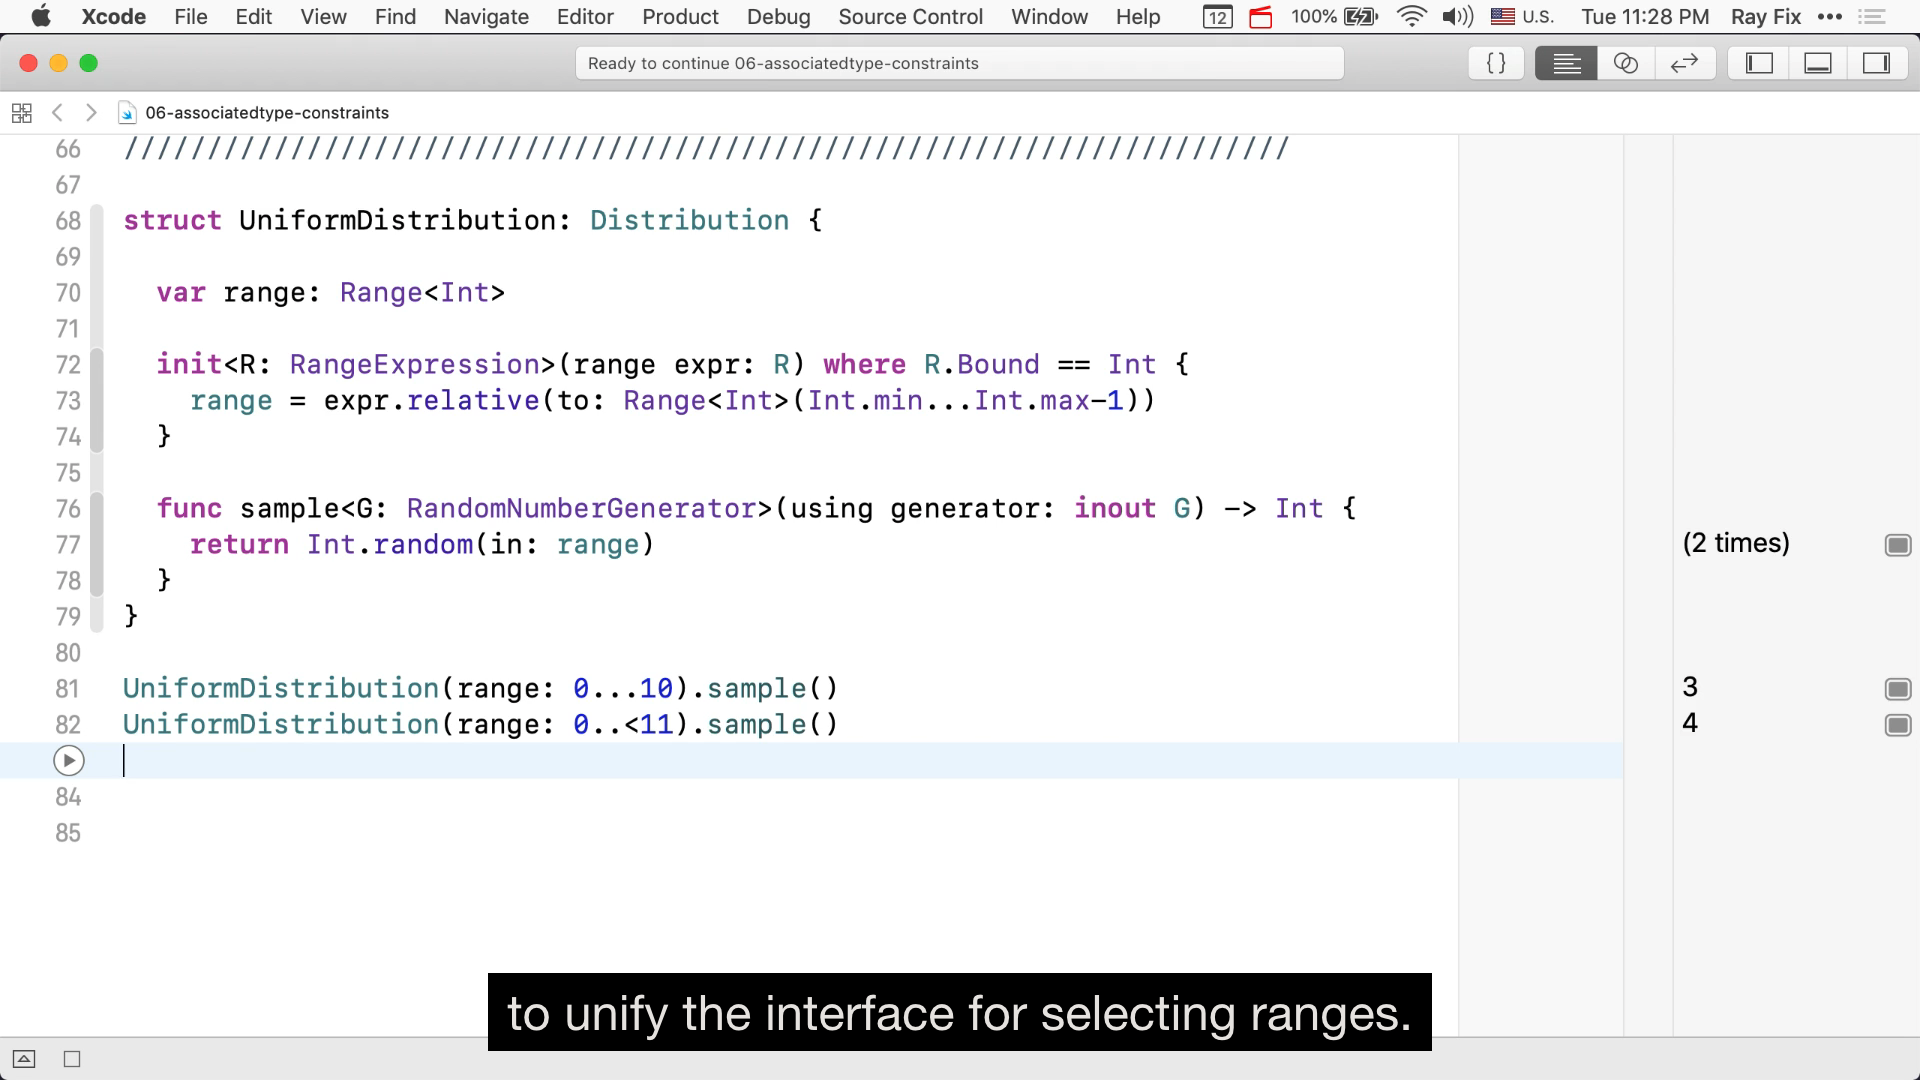 Xcode File Edit View Find Navigate Editor Product Debug Source Control Window Help 12 100% U.S. Tue 11:28 PM Ray Fix
Ready to continue 06-associatedtype-constraints
{}
06-associatedtype-constraints
66 //////////////////////////////////////////////////////////////////////
67
68 struct UniformDistribution: Distribution {
69
70 var range: Range<Int>
71
72 init<R: RangeExpression>(range expr: R) where R.Bound == Int {
73 range = expr.relative(to: Range<Int>(Int.min...Int.max-1))
74 }
75
76 func sample<G: RandomNumberGenerator>(using generator: inout G) -> Int {
77 return Int.random(in: range) (2 times)
78 }
79 }
80
81 UniformDistribution(range: 0...10).sample() 3
82 UniformDistribution(range: 0..<11).sample() 4
84
85
to unify the interface for selecting ranges.